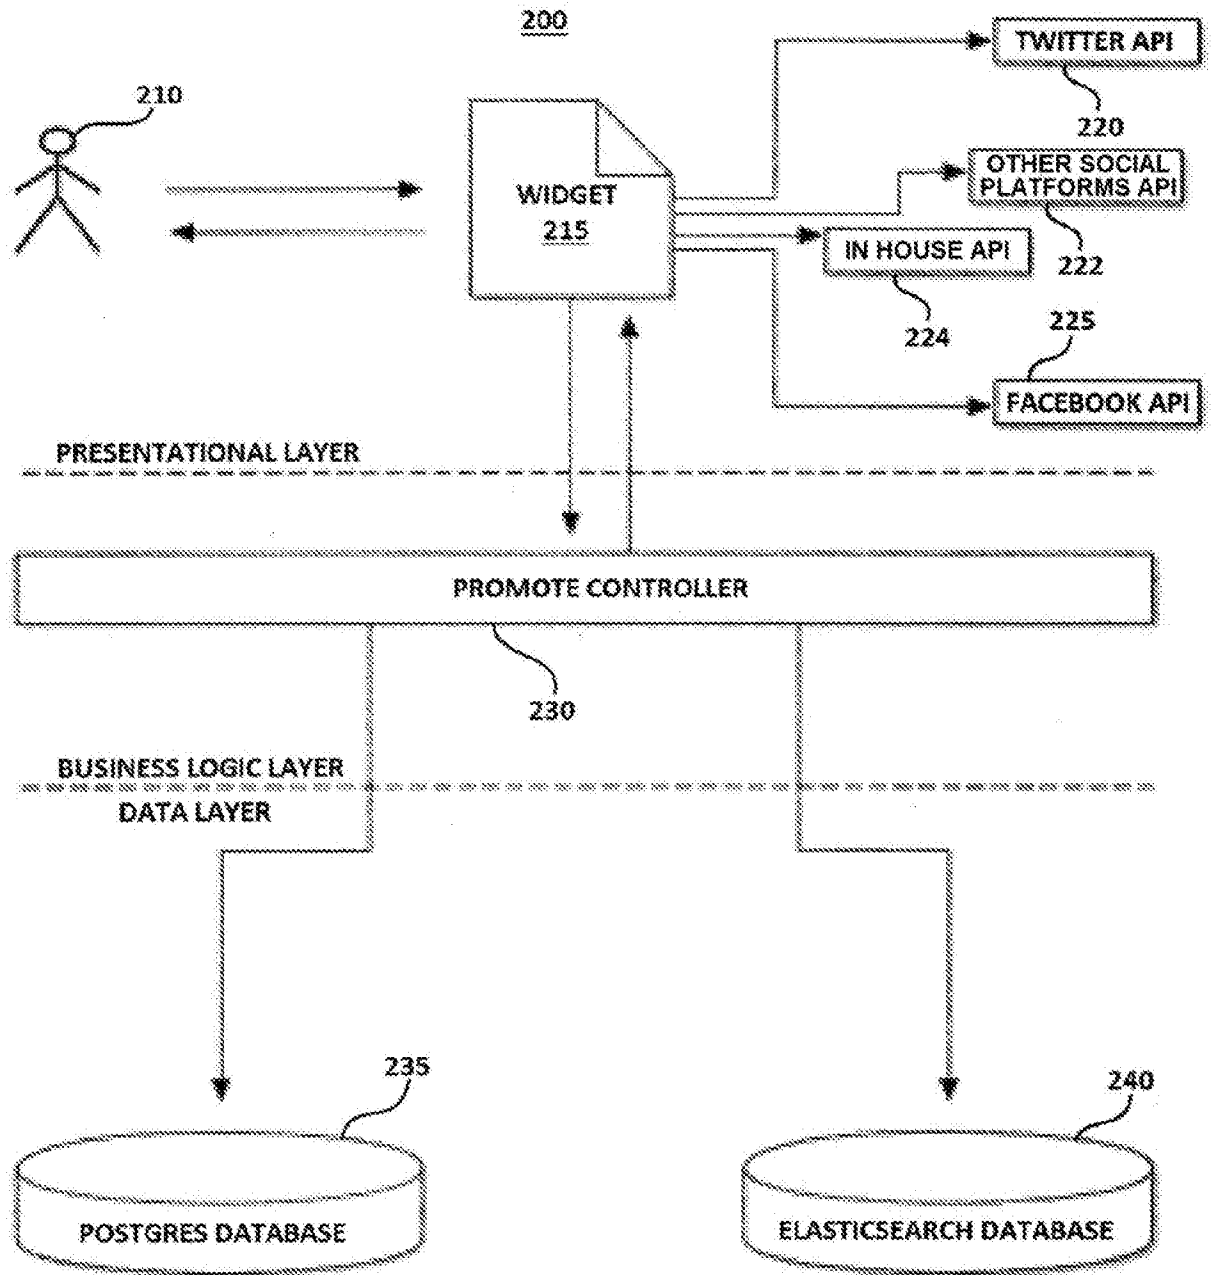 200
TWITTER API
220
210
OTHER SOCIAL
PLATFORMS API
222
WIDGET
215
IN HOUSE API
224
225
FACEBOOK API
PRESENTATIONAL LAYER
PROMOTE CONTROLLER
230
BUSINESS LOGIC LAYER
DATA LAYER
235
240
POSTGRES DATABASE
ELASTICSEARCH DATABASE